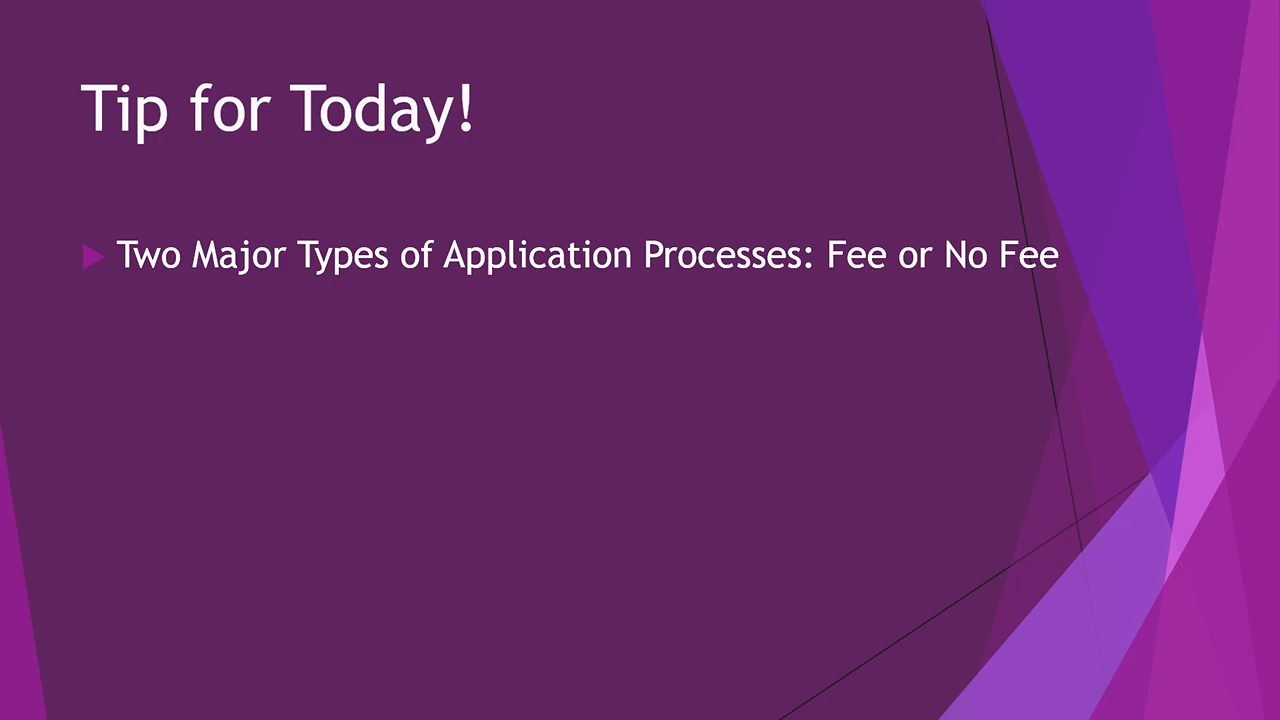 Tip for Today!
Two Major Types of Application Processes: Fee or No Fee